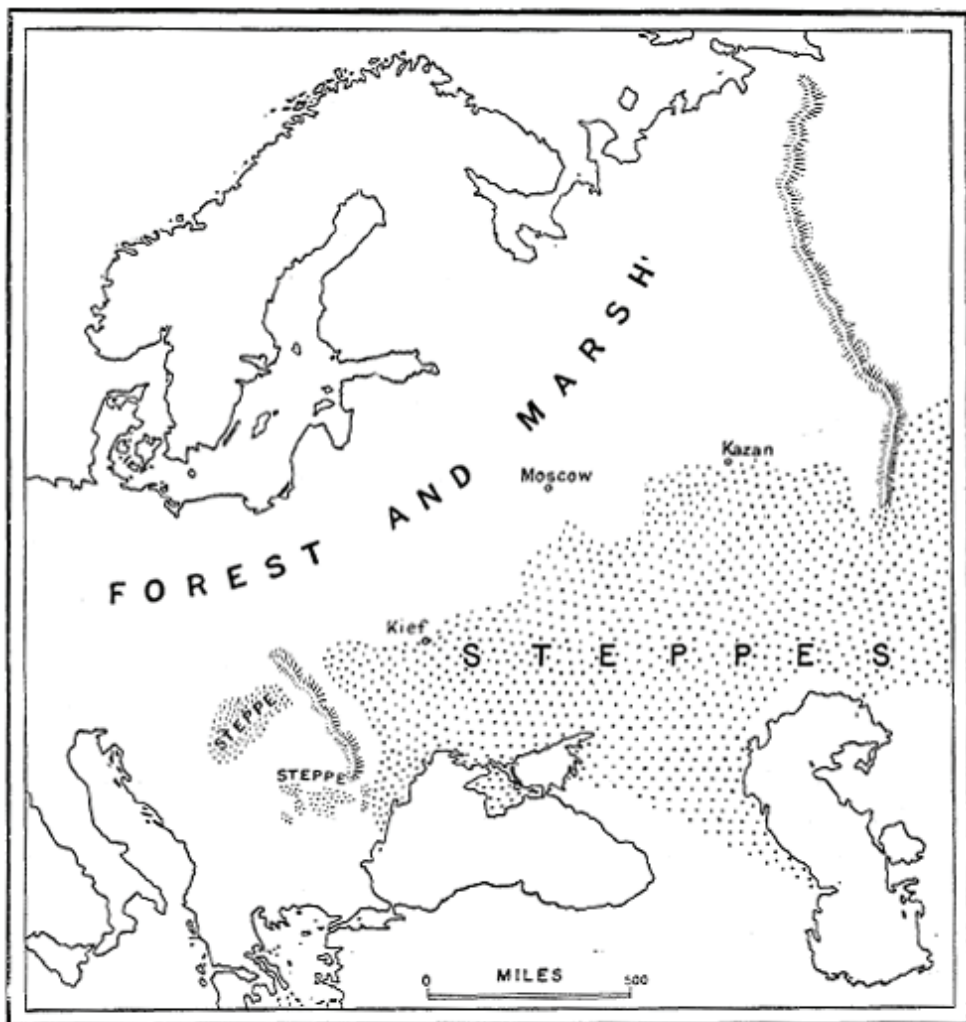 FOREST AND MARSH
Kazan
Moscow
Kief
STEPPES
STEPPE
STEPPE
MILES
0 500